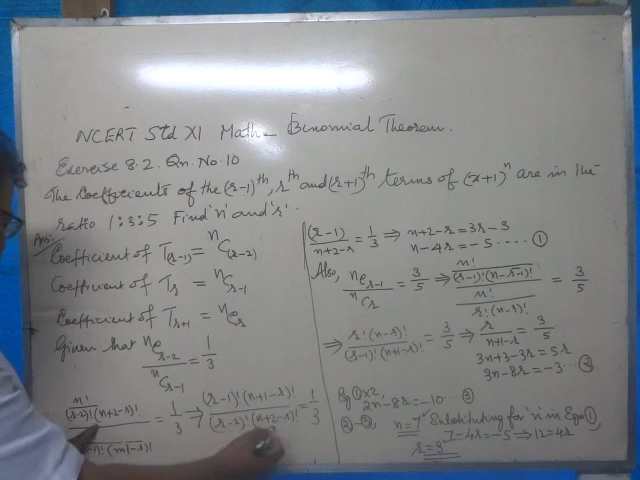 NCERT Std XI Math - Binomial Theorem.
Exercise 8.2. Qn. No. 10
The Coefficients of the (r-1)th, rth and (r+1)th terms of (x+1)^n are in the
ratio 1:3:5 Find 'n' and 'r'.
Ans:
Coefficient of T(r-1) = nC(r-2)
Coefficient of Tr = nCr-1
Coefficient of Tr+1 = nCr
Given that nCr-2 / nCr-1 = 1/3
n! / (r-2)!(n+2-r)! = 1/3 ⇒ (r-1)!(n+1-r)! / (r-2)!(n+2-r)! = 1/3
(r-1) / n+2-r = 1/3 ⇒ n+2-r = 3r-3
n-4r = -5 ..... ①
Also, nCr-1 / nCr = 3/5 ⇒ n! / (r-1)!(n-r-1)! / n! / r!(n-r)! = 3/5
⇒ r!(n-r)! / (r-1)!(n+1-r)! = 3/5 ⇒ r / n+1-r = 3/5
3n+3-3r = 5r
3n-8r = -3 ... ②
Eq ①x2,
2n-8r = -10 ... ③
②-③, n=7 Substituting for 'n' in Eqn ①,
7-4r = -5 ⇒ 12=4r
r=3